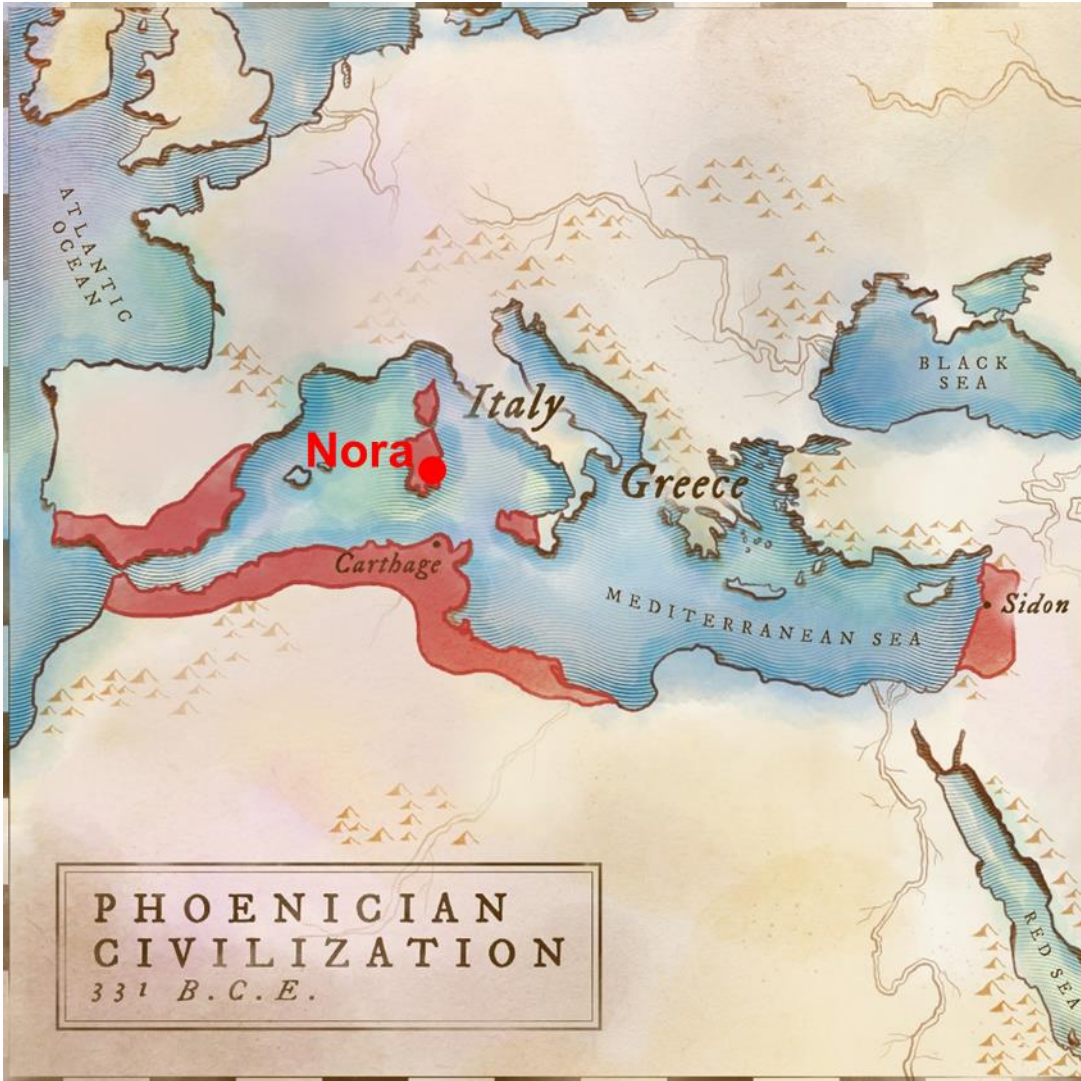 ATLANTIC
OCEAN
BLACK
SEA
Italy
Nora
Greece
Carthage
MEDITERRANEAN SEA
Sidon
PHOENICIAN
CIVILIZATION
331 B.C.E.
RED SEA